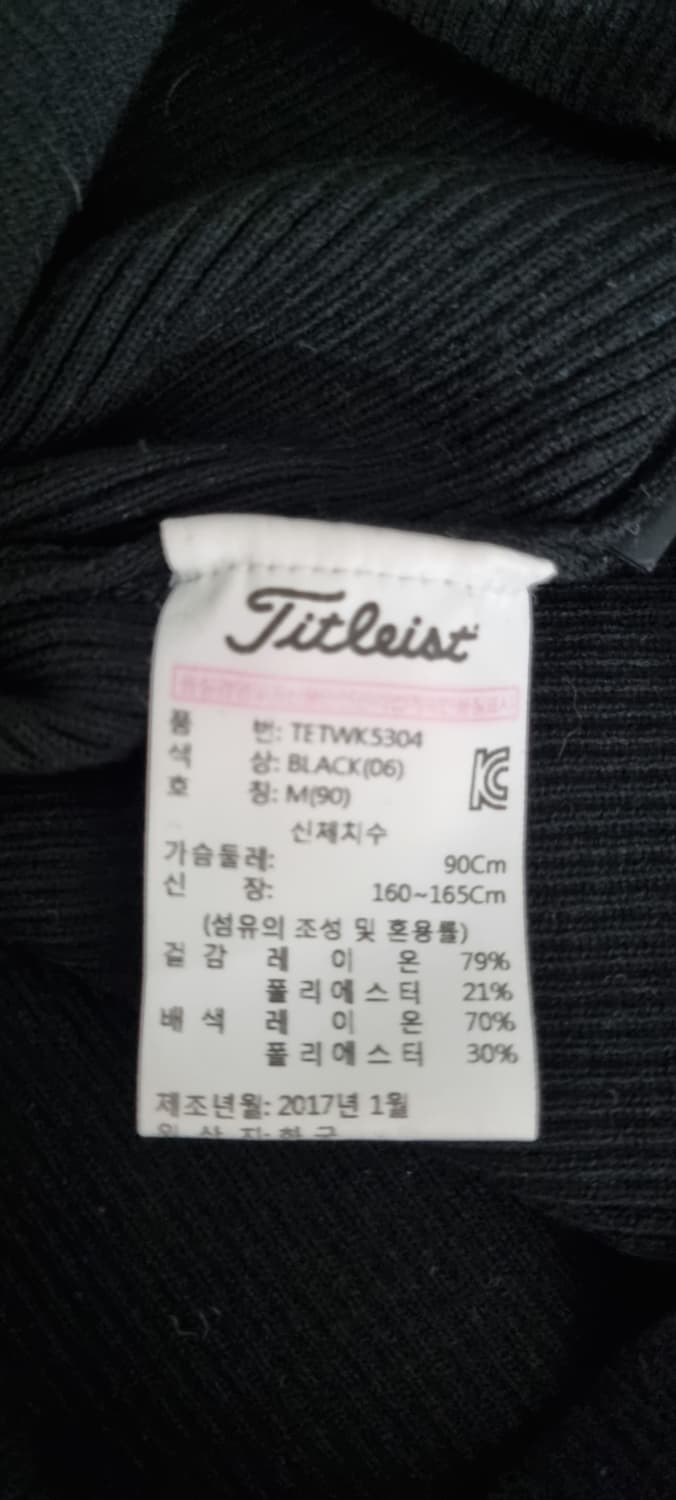 Titleist
품 번: TETWK5304
색 상: BLACK(06)
호 칭: M(90)
신체치수
가슴둘레: 90Cm
신 장: 160~165Cm
(섬유의 조성 및 혼용률)
겉 감 레 이 온 79%
폴 리 에 스 터 21%
배 색 레 이 온 70%
폴 리 에 스 터 30%
제조년월: 2017년 1월